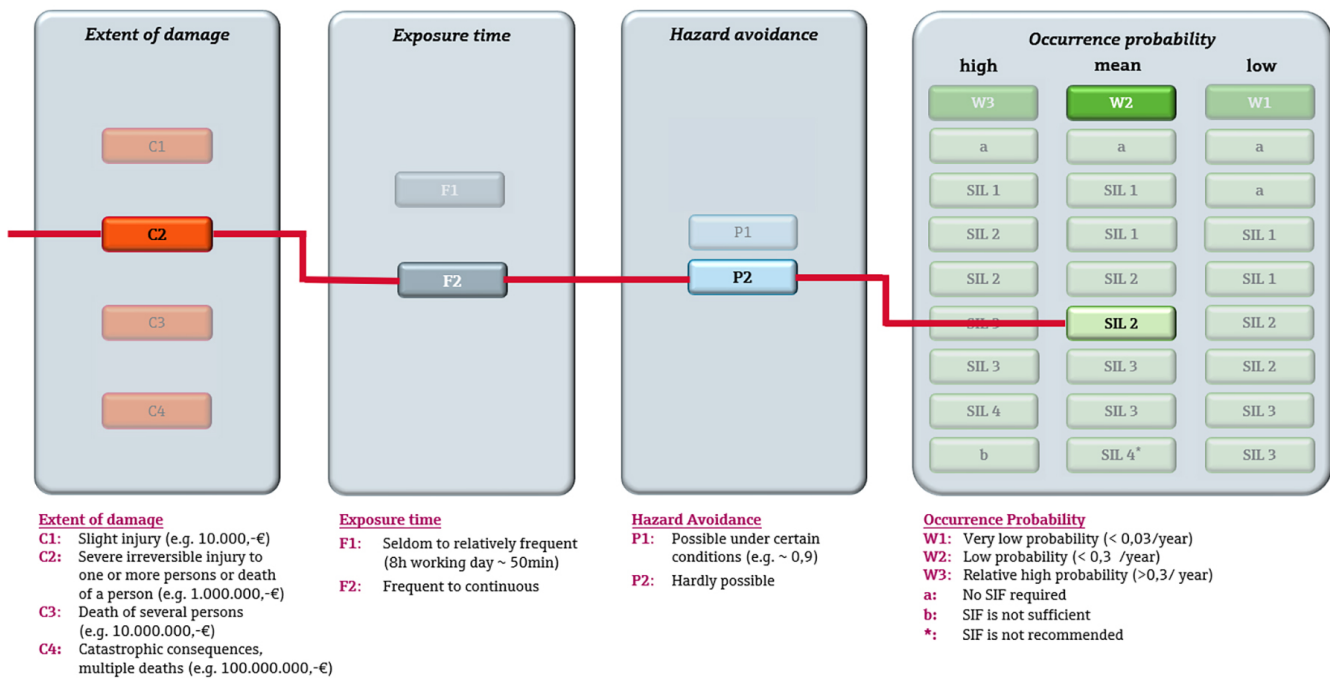 Extent of damage
Exposure time
Hazard avoidance
Occurrence probability
high mean low
W3 W2 W1
C1
a a a
F1
SIL 1 SIL 1 a
C2
P1
SIL 2 SIL 1 SIL 1
F2
P2
SIL 2 SIL 2 SIL 1
C3
SIL 3 SIL 2 SIL 2
SIL 3 SIL 3 SIL 2
C4
SIL 4 SIL 3 SIL 3
b SIL 4* SIL 3
Extent of damage
C1: Slight injury (e.g. 10.000,-€)
C2: Severe irreversible injury to
one or more persons or death
of a person (e.g. 1.000.000,-€)
C3: Death of several persons
(e.g. 10.000.000,-€)
C4: Catastrophic consequences,
multiple deaths (e.g. 100.000.000,-€)
Exposure time
F1: Seldom to relatively frequent
(8h working day ~ 50min)
F2: Frequent to continuous
Hazard Avoidance
P1: Possible under certain
conditions (e.g. ~ 0,9)
P2: Hardly possible
Occurrence Probability
W1: Very low probability (< 0,03/year)
W2: Low probability (< 0,3 /year)
W3: Relative high probability (>0,3/ year)
a: No SIF required
b: SIF is not sufficient
*: SIF is not recommended